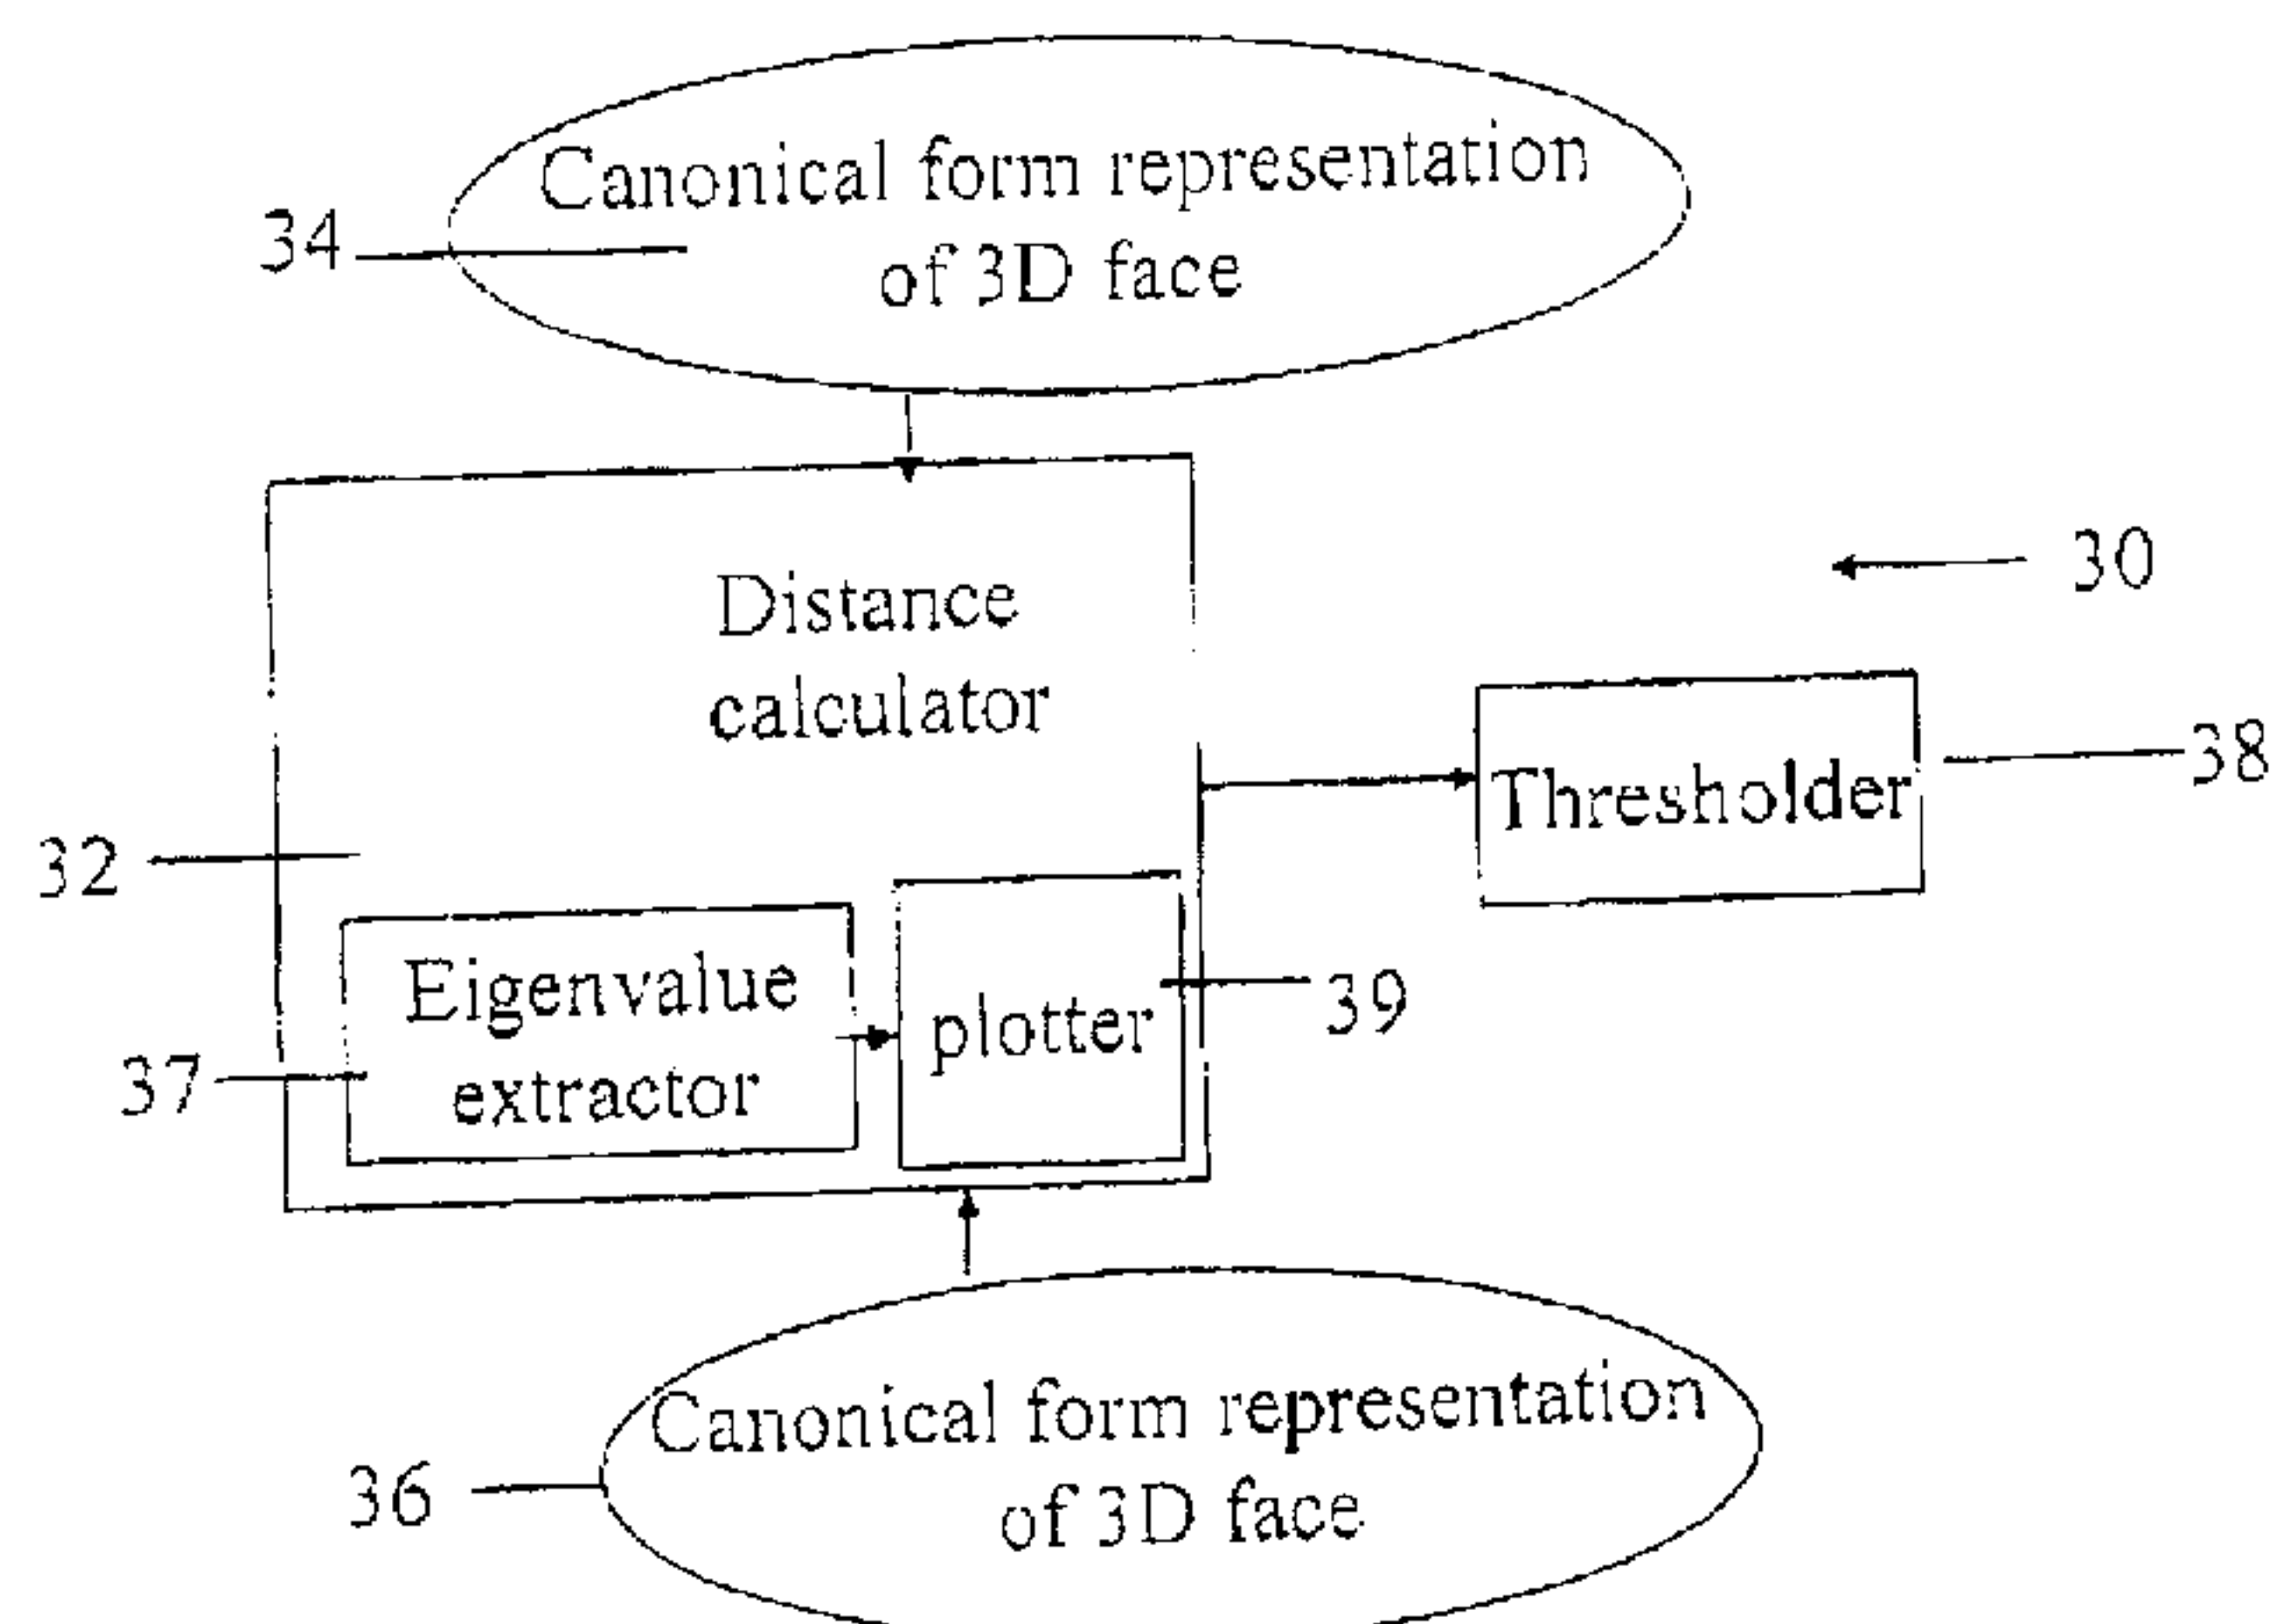 Canonical form representation
34
of 3D face
Distance
30
calculator
38
Thresholder
32
Eigenvalue
39
plotter
37
extractor
Canonical form representation
36
of 3D face